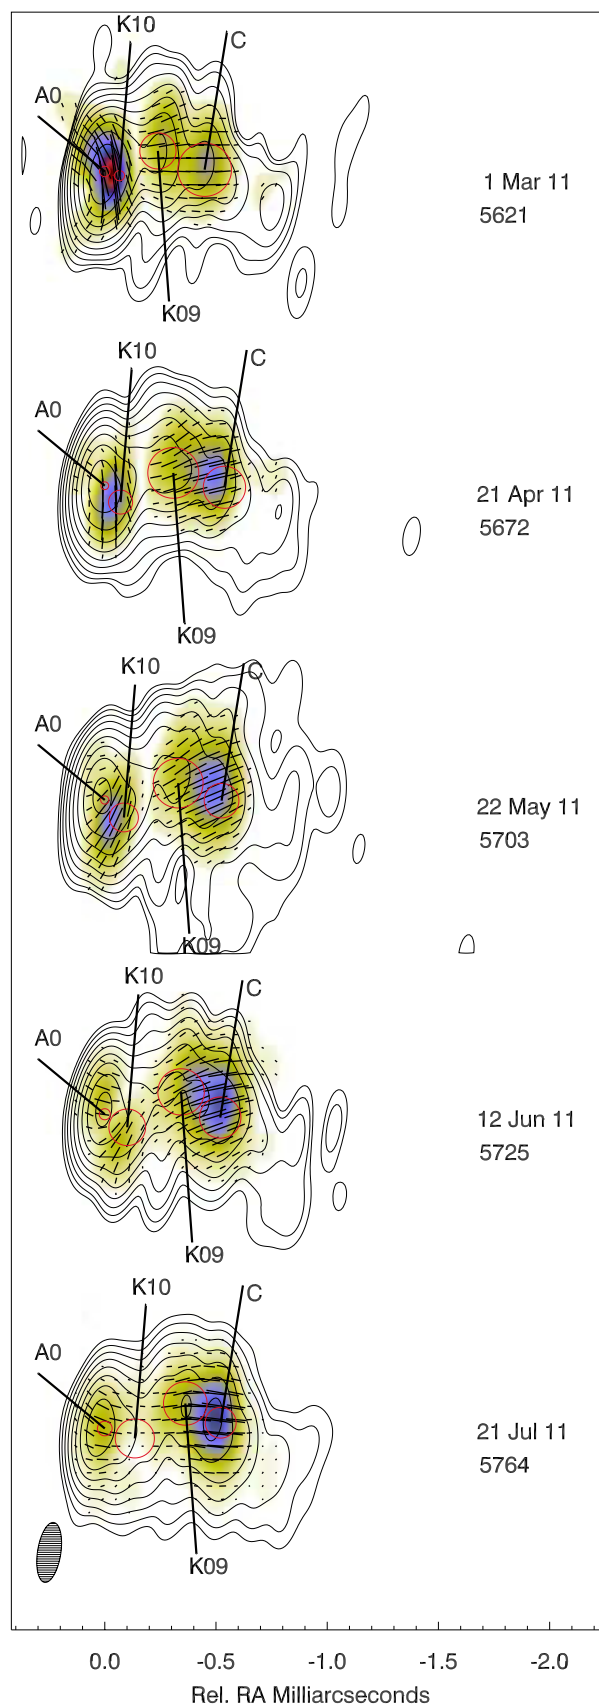 K10
C
A0
1 Mar 11
5621
K09
K10
C
A0
21 Apr 11
5672
K09
K10
C
A0
22 May 11
5703
K09
K10
C
A0
12 Jun 11
5725
K09
K10
C
A0
21 Jul 11
5764
K09
0.0 -0.5 -1.0 -1.5 -2.0
Rel. RA Milliarcseconds